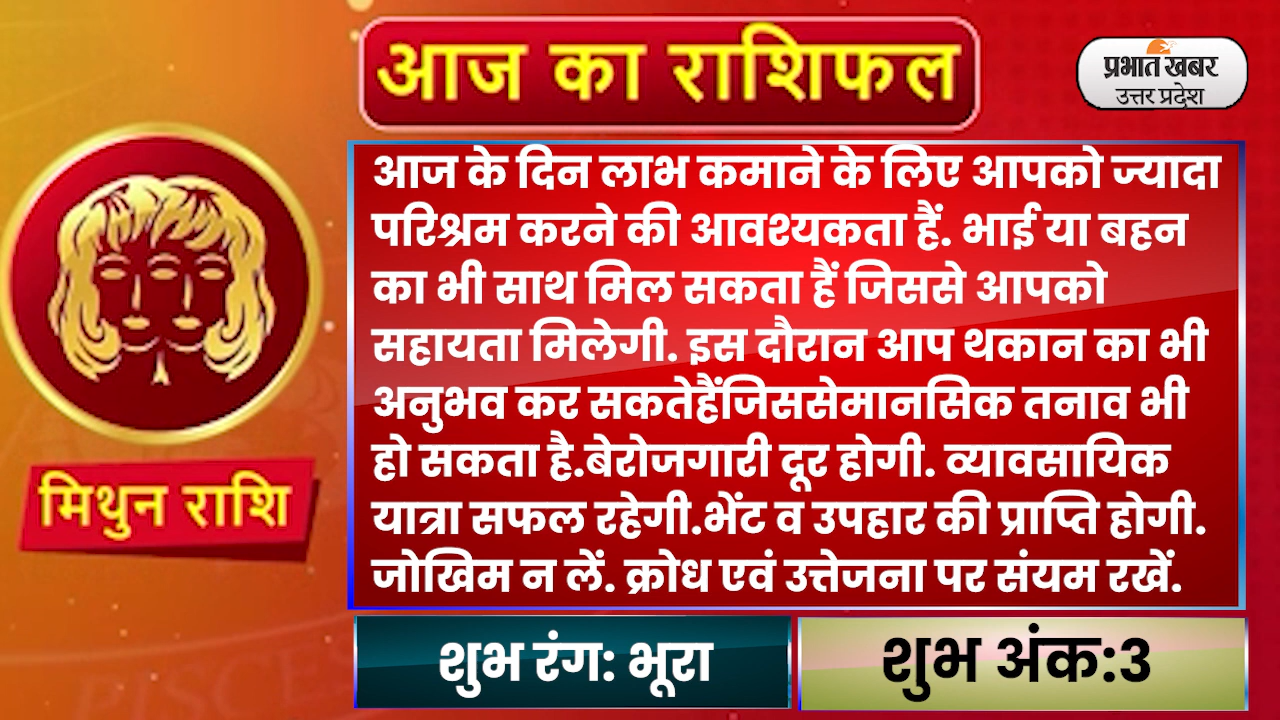 आज का राशिफल
प्रभात खबर
उत्तर प्रदेश
आज के दिन लाभ कमाने के लिए आपको ज्यादा
परिश्रम करने की आवश्यकता हैं. भाई या बहन
का भी साथ मिल सकता हैं जिससे आपको
सहायता मिलेगी. इस दौरान आप थकान का भी
अनुभव कर सकतेहैंजिससेमानसिक तनाव भी
हो सकता है.बेरोजगारी दूर होगी. व्यावसायिक
यात्रा सफल रहेगी.भेंट व उपहार की प्राप्ति होगी.
जोखिम न लें. क्रोध एवं उत्तेजना पर संयम रखें.
मिथुन राशि
शुभ रंग: भूरा
शुभ अंक:3
PISCES